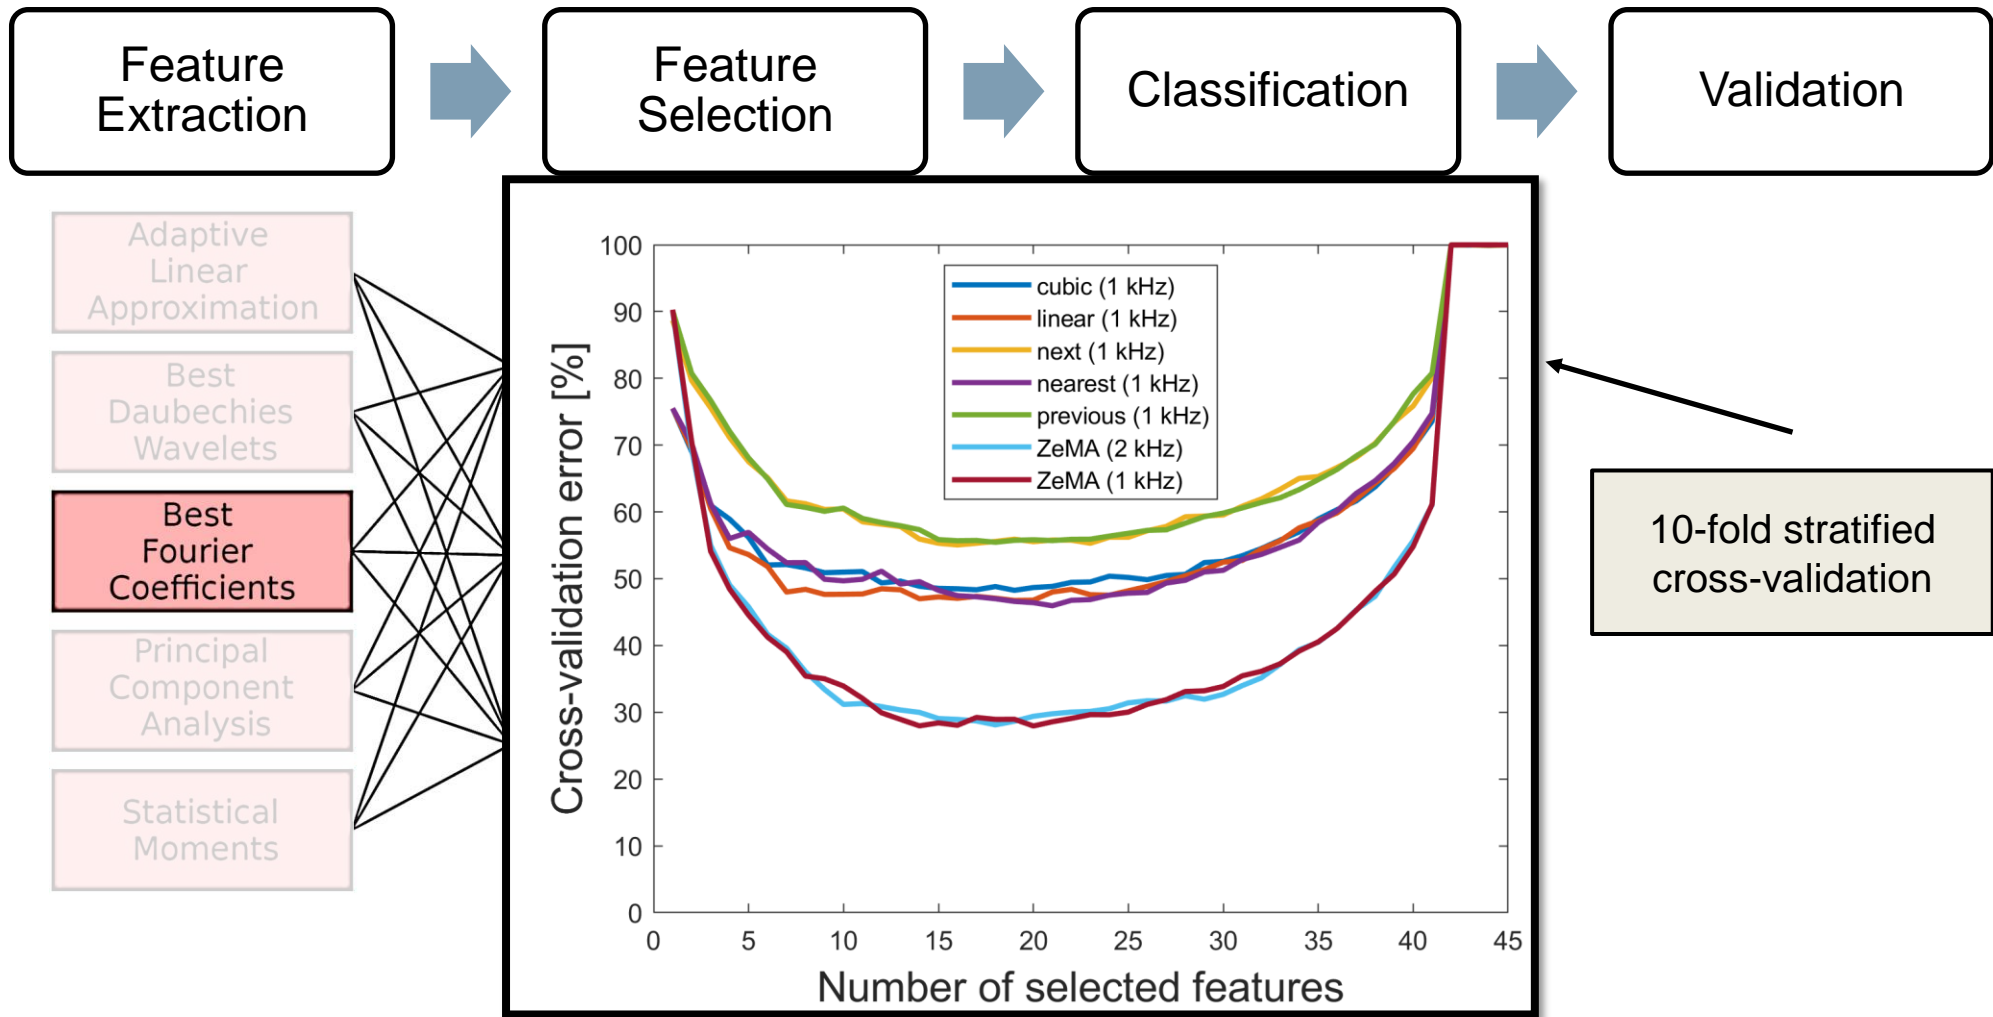 Feature
Extraction
Feature
Selection
Classification
Validation
Adaptive
Linear
Approximation
Best
Daubechies
Wavelets
Best
Fourier
Coefficients
Principal
Component
Analysis
Statistical
Moments
Cross-validation error [%]
100
90
80
70
60
50
40
30
20
10
0
cubic (1 kHz)
linear (1 kHz)
next (1 kHz)
nearest (1 kHz)
previous (1 kHz)
ZeMA (2 kHz)
ZeMA (1 kHz)
0 5 10 15 20 25 30 35 40 45
Number of selected features
10-fold stratified
cross-validation